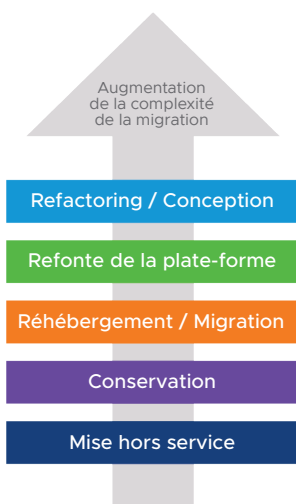 Augmentation
de la complexité
de la migration
Refactoring / Conception
Refonte de la plate-forme
Réhébergement / Migration
Conservation
Mise hors service